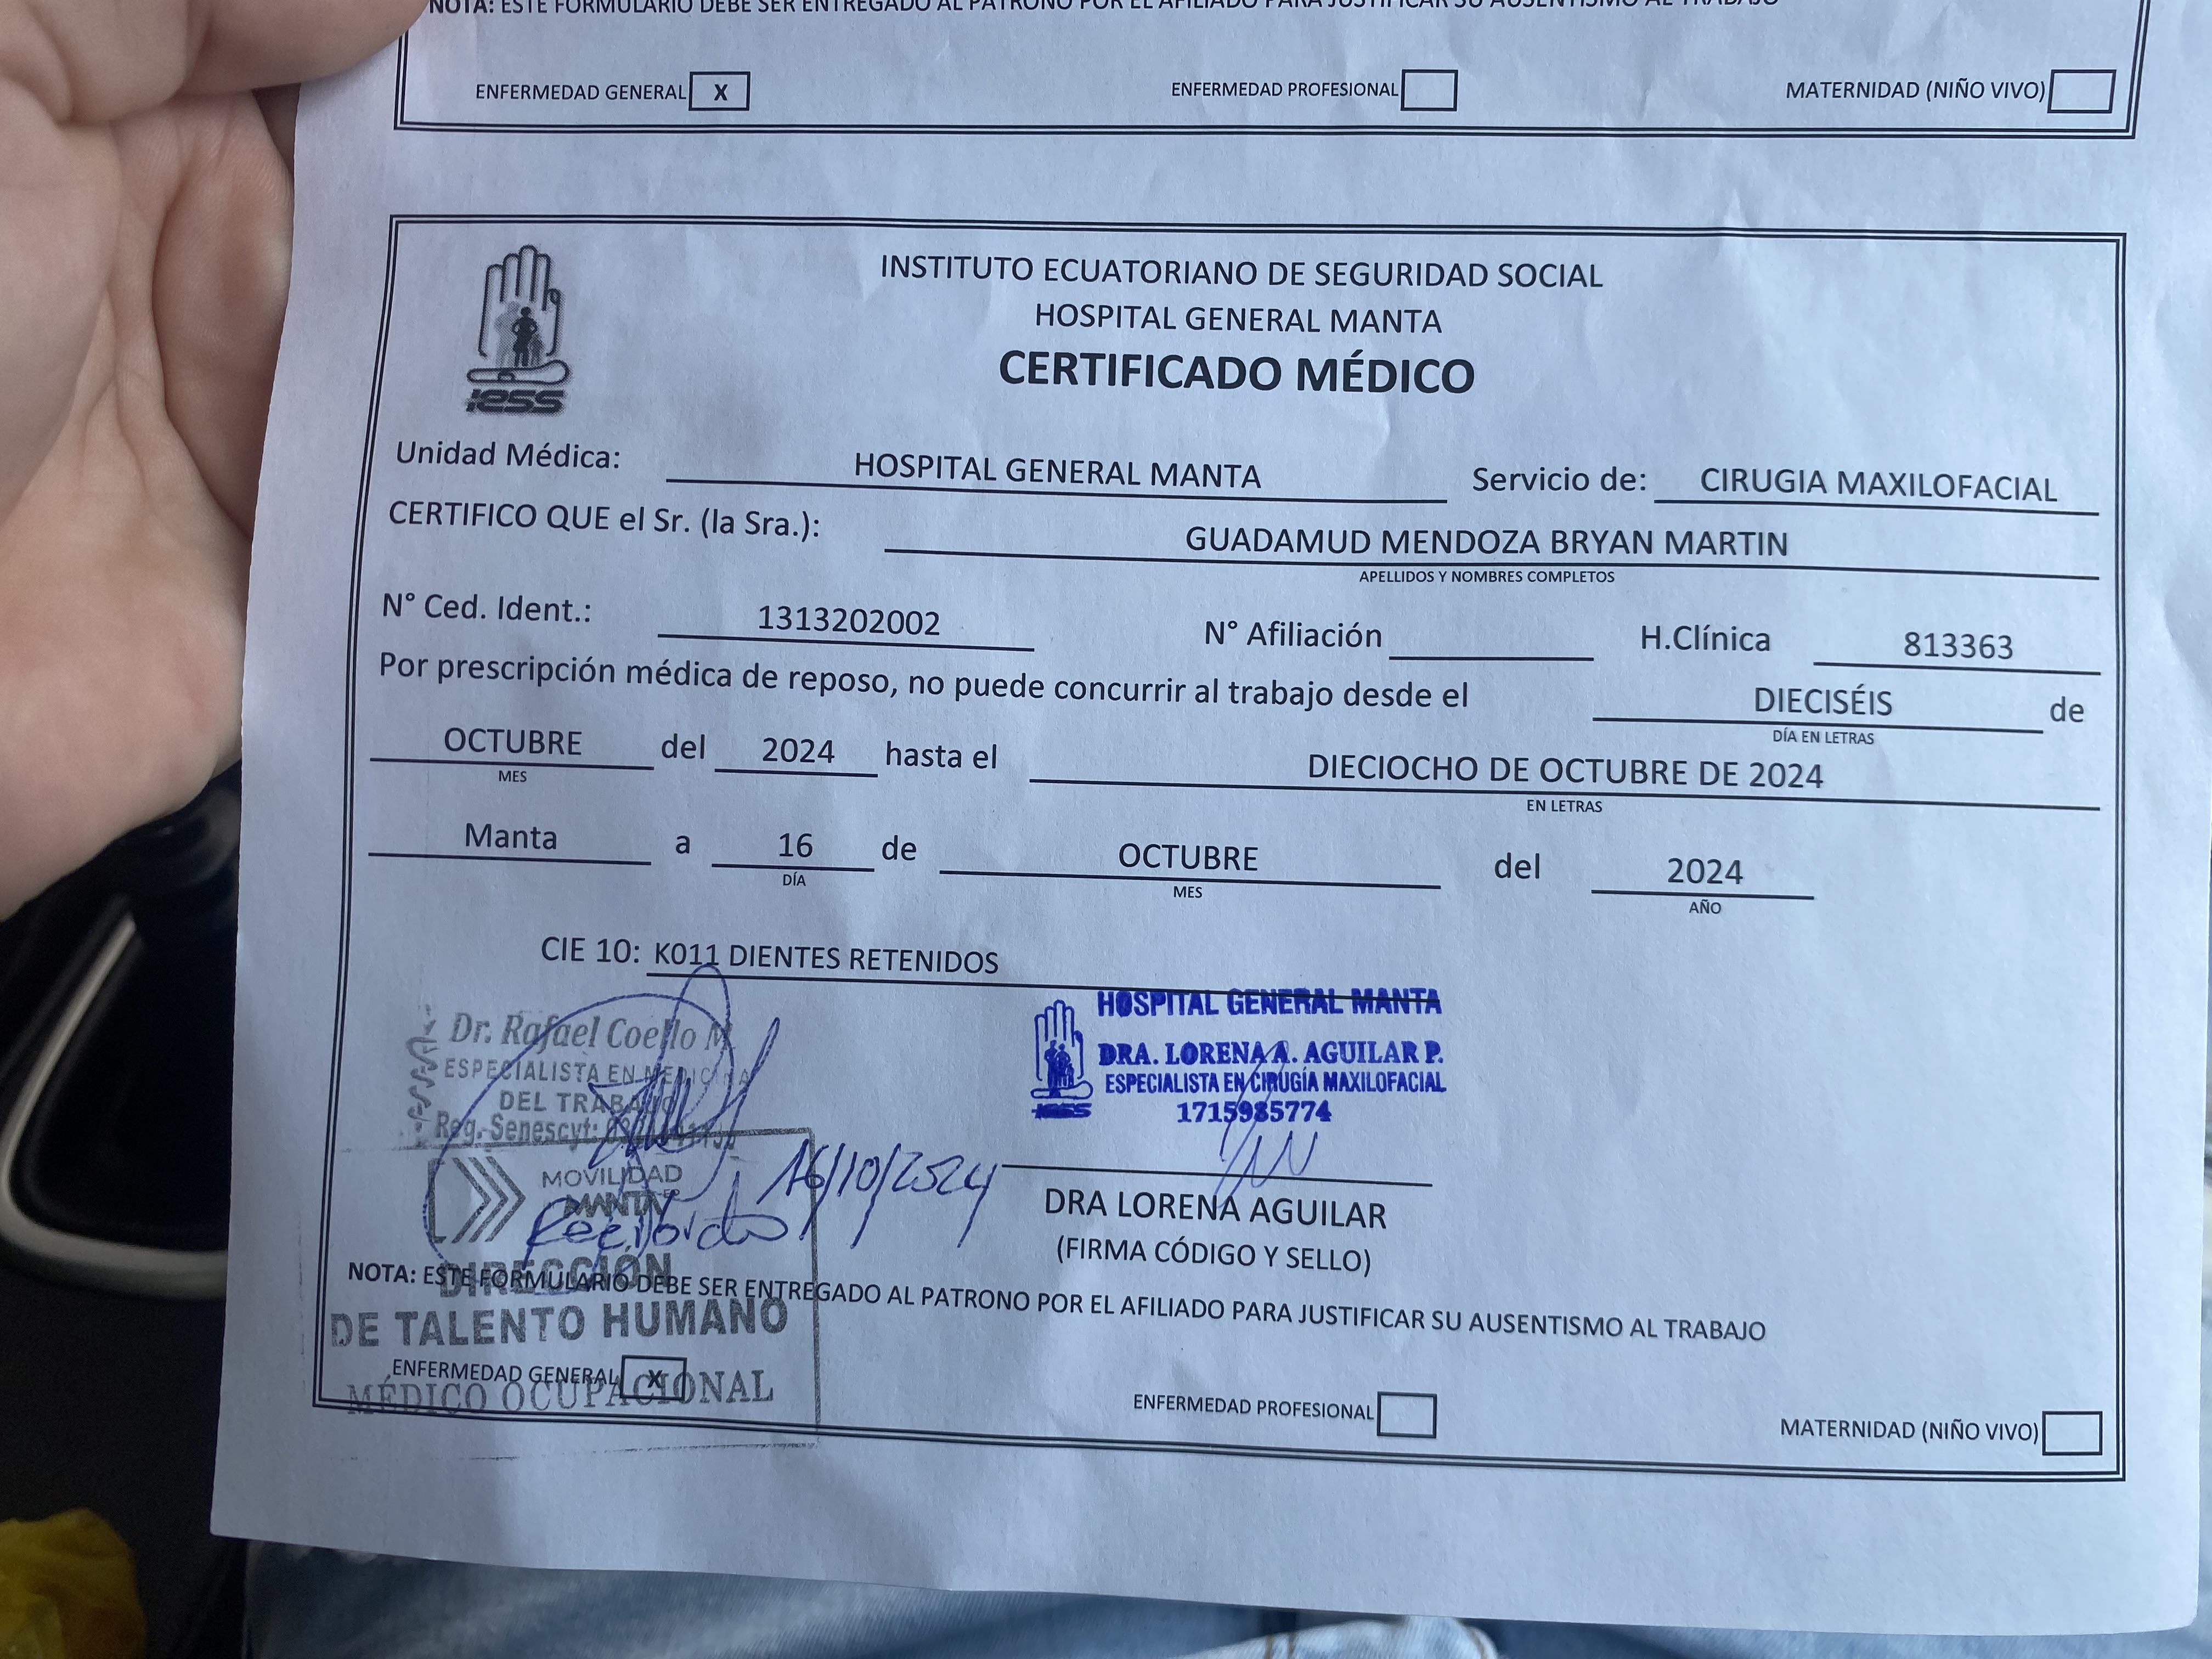 NOTA: ESTE FORMULARIO DEBE SER ENTREGADO AL PATRONO POR EL AFILIADO PARA JUSTIFICAR SU AUSENTISMO AL TRABAJO
ENFERMEDAD GENERAL X ENFERMEDAD PROFESIONAL MATERNIDAD (NIÑO VIVO)
INSTITUTO ECUATORIANO DE SEGURIDAD SOCIAL
HOSPITAL GENERAL MANTA
CERTIFICADO MÉDICO
iess
Unidad Médica: HOSPITAL GENERAL MANTA Servicio de: CIRUGIA MAXILOFACIAL
CERTIFICO QUE el Sr. (la Sra.): GUADAMUD MENDOZA BRYAN MARTIN
APELLIDOS Y NOMBRES COMPLETOS
N° Ced. Ident.: 1313202002 N° Afiliación H.Clínica 813363
Por prescripción médica de reposo, no puede concurrir al trabajo desde el DIECISÉIS de
DÍA EN LETRAS
OCTUBRE del 2024 hasta el DIECIOCHO DE OCTUBRE DE 2024
MES EN LETRAS
Manta a 16 de OCTUBRE del 2024
DÍA MES AÑO
CIE 10: K011 DIENTES RETENIDOS
Dr. Rafael Coello M.
ESPECIALISTA EN MEDICINA
DEL TRABAJO
Reg. Senescyt:
HOSPITAL GENERAL MANTA
DRA. LORENA A. AGUILAR P.
ESPECIALISTA EN CIRUGÍA MAXILOFACIAL
iess 1715985774
MOVILIDAD
MANTA
Recibido 16/10/2024
DRA LORENA AGUILAR
(FIRMA CÓDIGO Y SELLO)
DIRECCIÓN
NOTA: ESTE FORMULARIO DEBE SER ENTREGADO AL PATRONO POR EL AFILIADO PARA JUSTIFICAR SU AUSENTISMO AL TRABAJO
DE TALENTO HUMANO
ENFERMEDAD GENERAL X ENFERMEDAD PROFESIONAL MATERNIDAD (NIÑO VIVO)
MÉDICO OCUPACIONAL